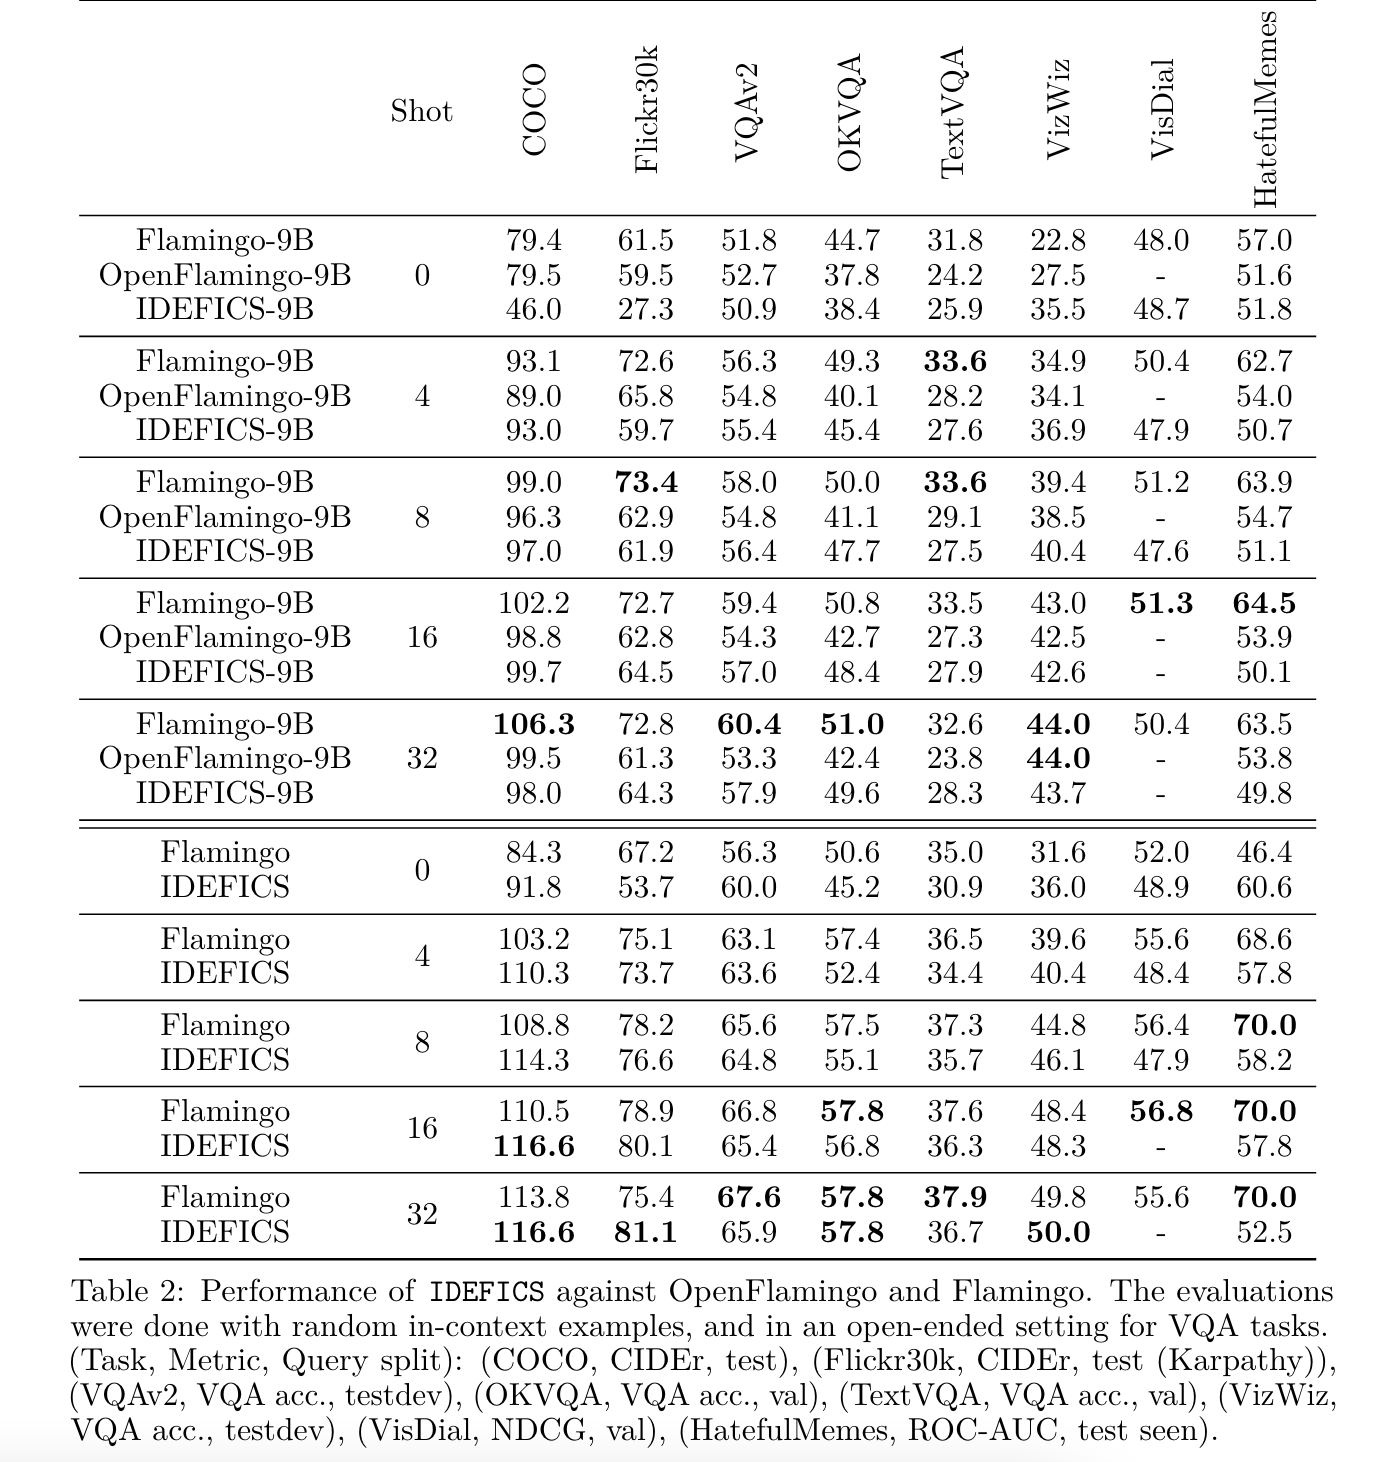 Shot COCO Flickr30k VQAv2 OKVQA TextVQA VizWiz VisDial HatefulMemes
Flamingo-9B 79.4 61.5 51.8 44.7 31.8 22.8 48.0 57.0
OpenFlamingo-9B 0 79.5 59.5 52.7 37.8 24.2 27.5 - 51.6
IDEFICS-9B 46.0 27.3 50.9 38.4 25.9 35.5 48.7 51.8
Flamingo-9B 93.1 72.6 56.3 49.3 33.6 34.9 50.4 62.7
OpenFlamingo-9B 4 89.0 65.8 54.8 40.1 28.2 34.1 - 54.0
IDEFICS-9B 93.0 59.7 55.4 45.4 27.6 36.9 47.9 50.7
Flamingo-9B 99.0 73.4 58.0 50.0 33.6 39.4 51.2 63.9
OpenFlamingo-9B 8 96.3 62.9 54.8 41.1 29.1 38.5 - 54.7
IDEFICS-9B 97.0 61.9 56.4 47.7 27.5 40.4 47.6 51.1
Flamingo-9B 102.2 72.7 59.4 50.8 33.5 43.0 51.3 64.5
OpenFlamingo-9B 16 98.8 62.8 54.3 42.7 27.3 42.5 - 53.9
IDEFICS-9B 99.7 64.5 57.0 48.4 27.9 42.6 - 50.1
Flamingo-9B 106.3 72.8 60.4 51.0 32.6 44.0 50.4 63.5
OpenFlamingo-9B 32 99.5 61.3 53.3 42.4 23.8 44.0 - 53.8
IDEFICS-9B 98.0 64.3 57.9 49.6 28.3 43.7 - 49.8
Flamingo 0 84.3 67.2 56.3 50.6 35.0 31.6 52.0 46.4
IDEFICS 91.8 53.7 60.0 45.2 30.9 36.0 48.9 60.6
Flamingo 4 103.2 75.1 63.1 57.4 36.5 39.6 55.6 68.6
IDEFICS 110.3 73.7 63.6 52.4 34.4 40.4 48.4 57.8
Flamingo 8 108.8 78.2 65.6 57.5 37.3 44.8 56.4 70.0
IDEFICS 114.3 76.6 64.8 55.1 35.7 46.1 47.9 58.2
Flamingo 16 110.5 78.9 66.8 57.8 37.6 48.4 56.8 70.0
IDEFICS 116.6 80.1 65.4 56.8 36.3 48.3 - 57.8
Flamingo 32 113.8 75.4 67.6 57.8 37.9 49.8 55.6 70.0
IDEFICS 116.6 81.1 65.9 57.8 36.7 50.0 - 52.5
Table 2: Performance of IDEFICS against OpenFlamingo and Flamingo. The evaluations
were done with random in-context examples, and in an open-ended setting for VQA tasks.
(Task, Metric, Query split): (COCO, CIDEr, test), (Flickr30k, CIDEr, test (Karpathy)),
(VQAv2, VQA acc., testdev), (OKVQA, VQA acc., val), (TextVQA, VQA acc., val), (VizWiz,
VQA acc., testdev), (VisDial, NDCG, val), (HatefulMemes, ROC-AUC, test seen).